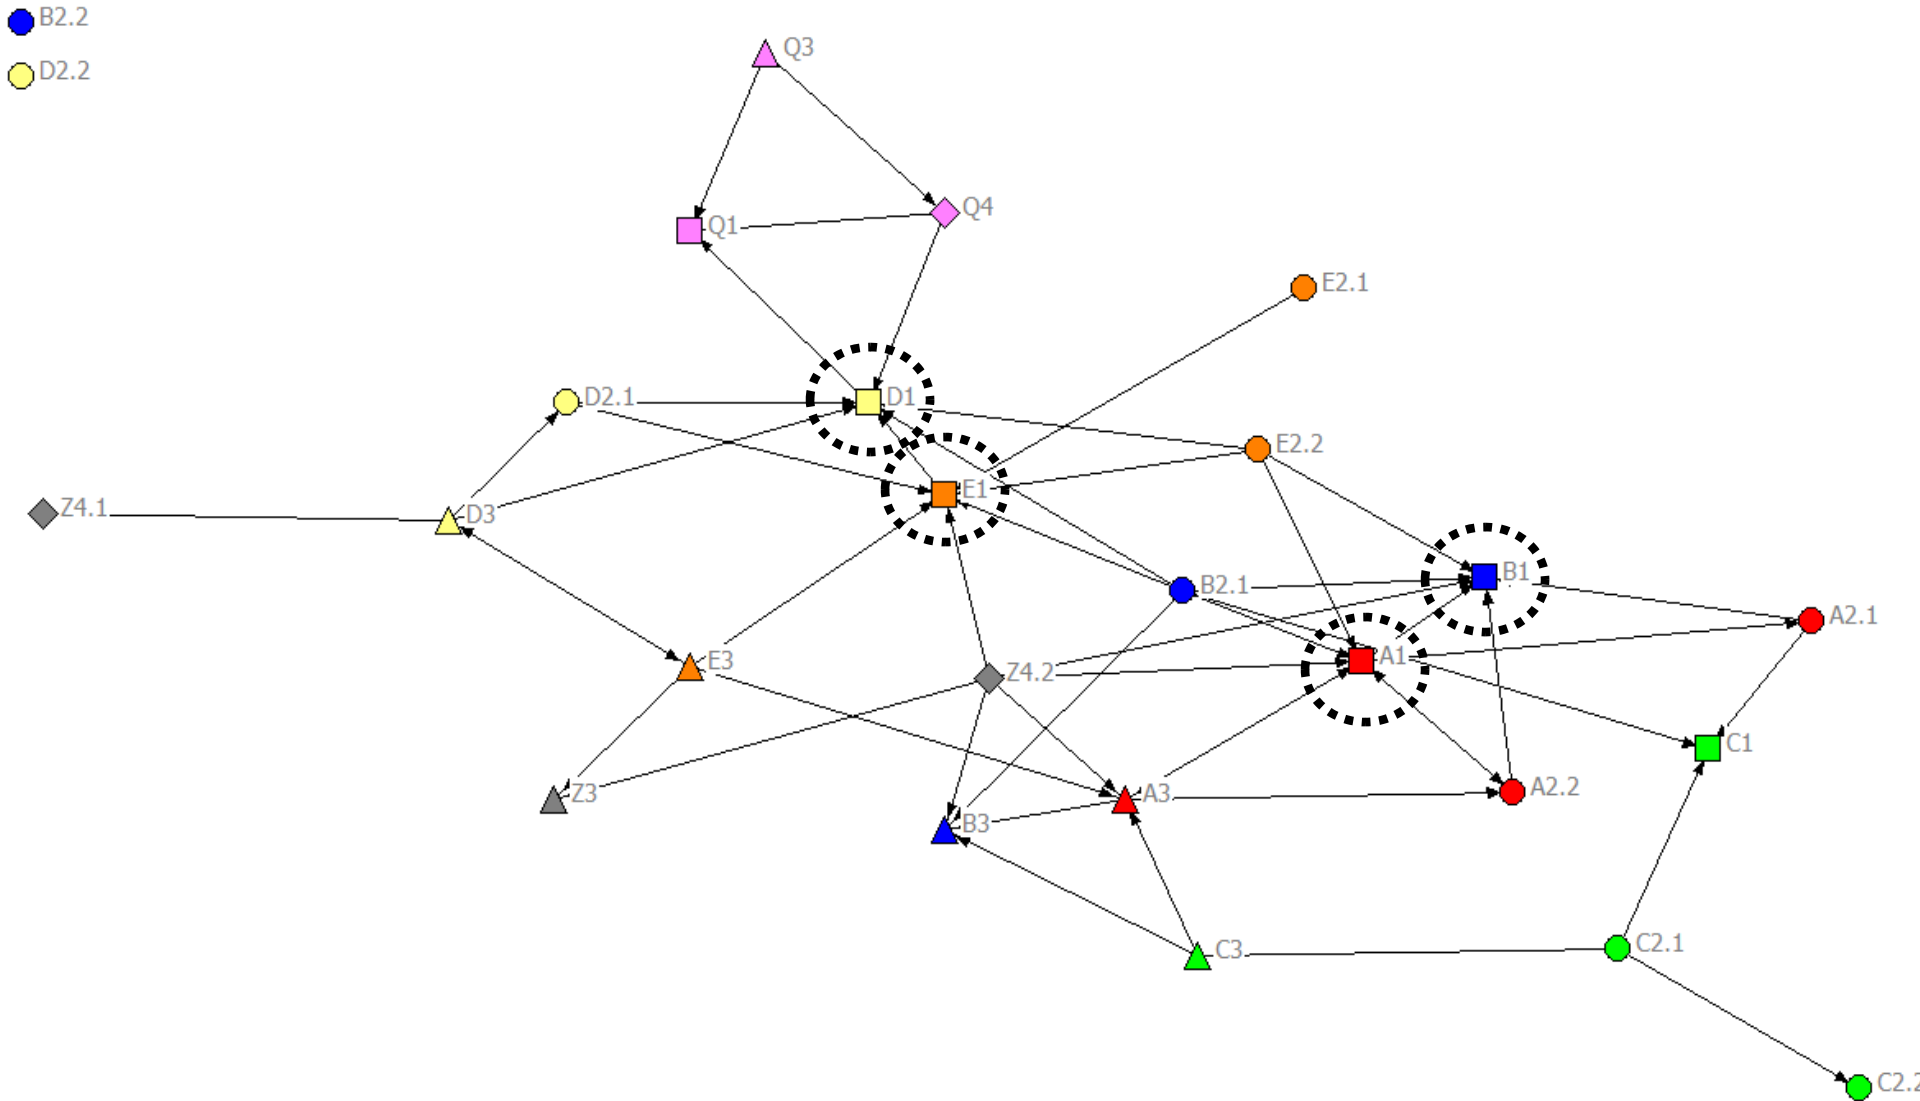 B2.2
Q3
D2.2
Q4
Q1
E2.1
D2.1
D1
E2.2
E1
Z4.1
D3
B1
B2.1
A2.1
E3
A1
Z4.2
C1
Z3
A3
A2.2
B3
C3
C2.1
C2.2